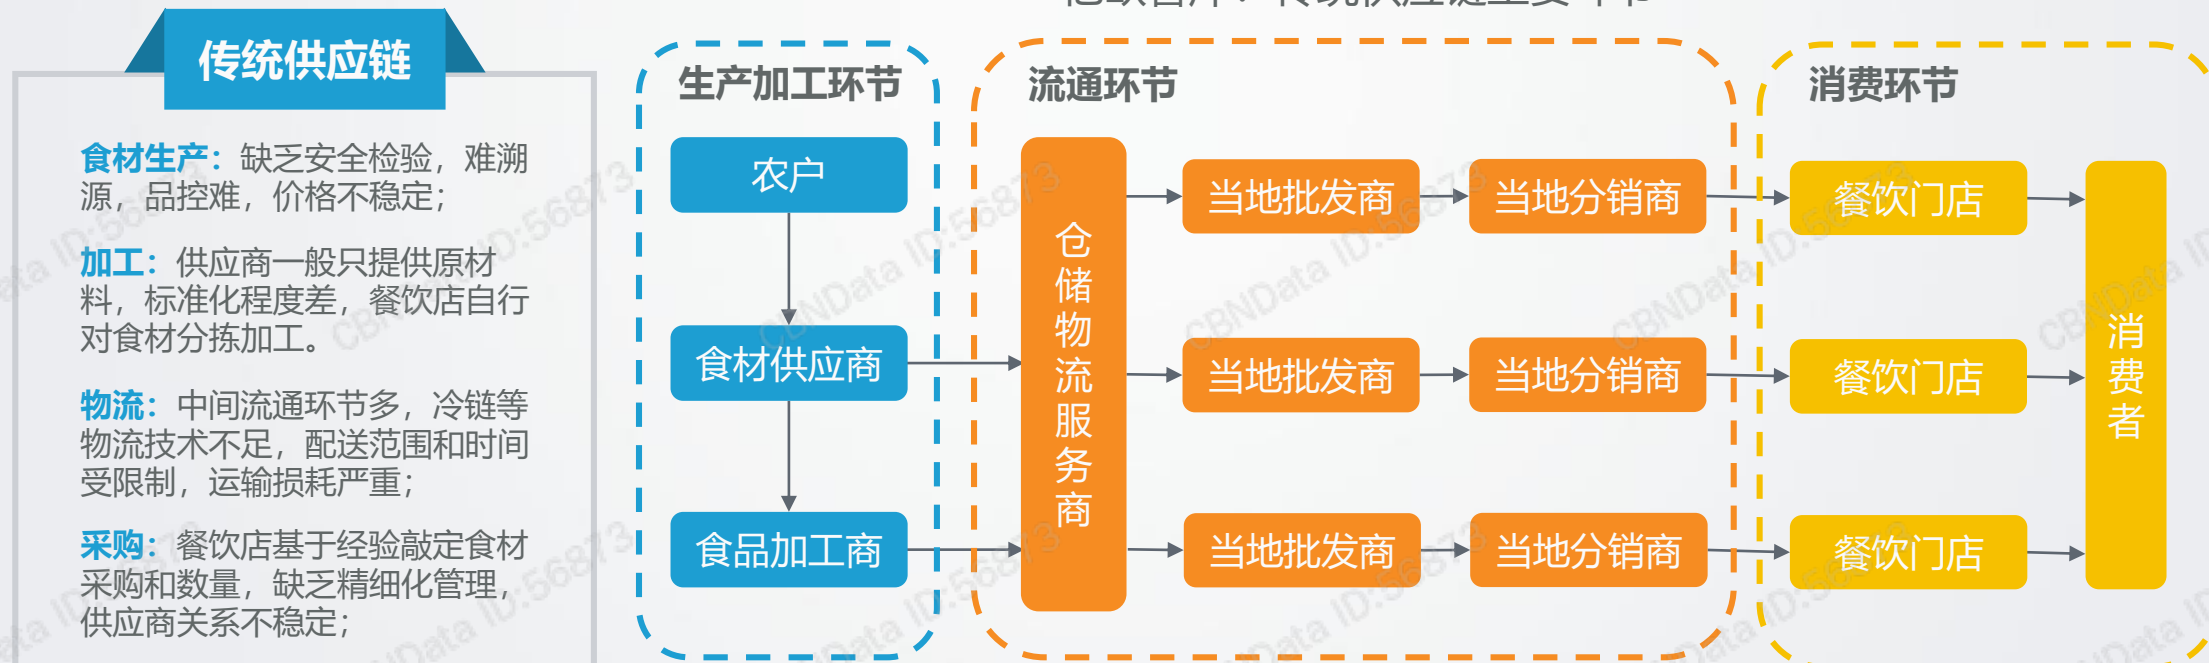 传统供应链
食材生产：缺乏安全检验，难溯
源，品控难，价格不稳定；
加工：供应商一般只提供原材
料，标准化程度差，餐饮店自行
对食材分拣加工。
物流：中间流通环节多，冷链等
物流技术不足，配送范围和时间
受限制，运输损耗严重；
采购：餐饮店基于经验敲定食材
采购和数量，缺乏精细化管理，
供应商关系不稳定；
生产加工环节
农户
食材供应商
食品加工商
流通环节
仓储物流服务商
当地批发商
当地分销商
当地批发商
当地分销商
当地批发商
当地分销商
消费环节
餐饮门店
餐饮门店
餐饮门店
消费者
CBNData ID:56873